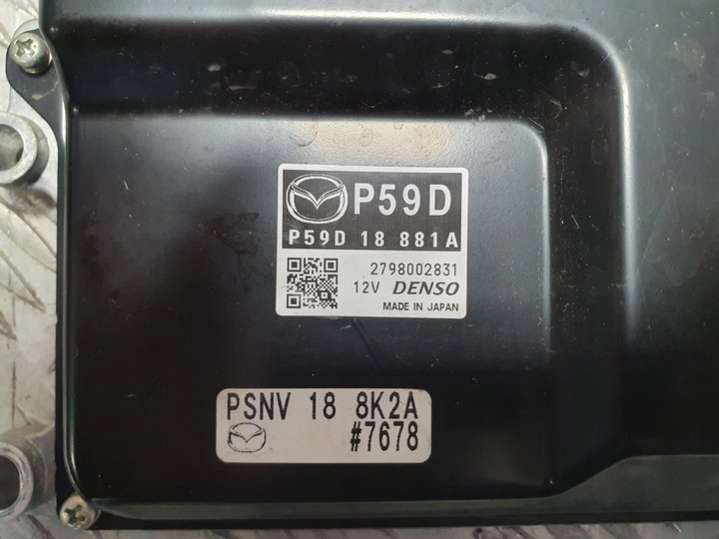 P59D
P59D 18 881A
2798002831
12V DENSO
MADE IN JAPAN
PSNV 18 8K2A
#7678